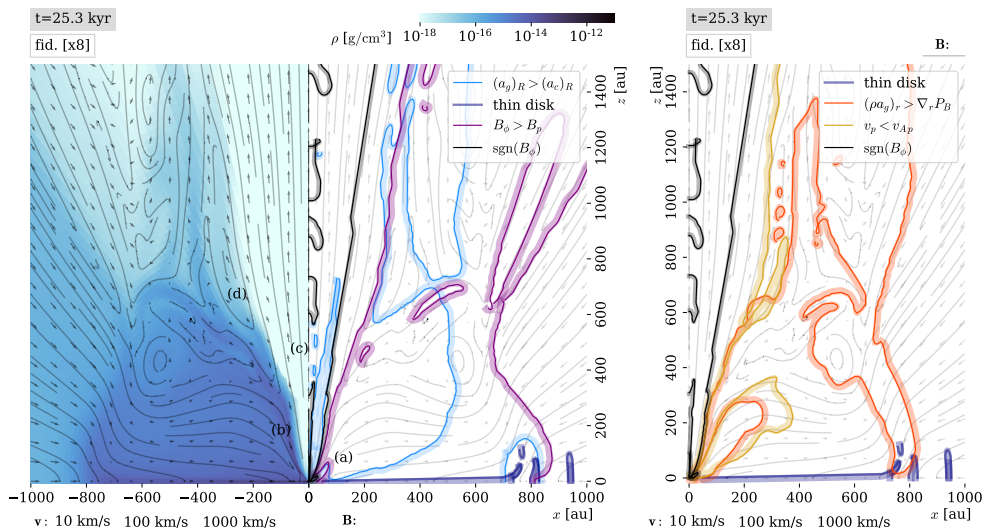 t=25.3 kyr
fid. [x8]
ρ [g/cm³]
10⁻¹⁸ 10⁻¹⁶ 10⁻¹⁴ 10⁻¹²
(a_g)_R > (a_c)_R
thin disk
B_ϕ > B_p
sgn(B_ϕ)
(a)
(b)
(c)
(d)
z [au]
0 200 400 600 800 1000 1200 1400
−1000 −800 −600 −400 −200 0 200 400 600 800 1000
x [au]
v: 10 km/s 100 km/s 1000 km/s
B:
t=25.3 kyr
fid. [x8]
B:
thin disk
(ρa_g)_r > ∇_r P_B
v_p < v_Ap
sgn(B_ϕ)
z [au]
0 200 400 600 800 1000 1200 1400
0 200 400 600 800 1000
x [au]
v: 10 km/s 100 km/s 1000 km/s